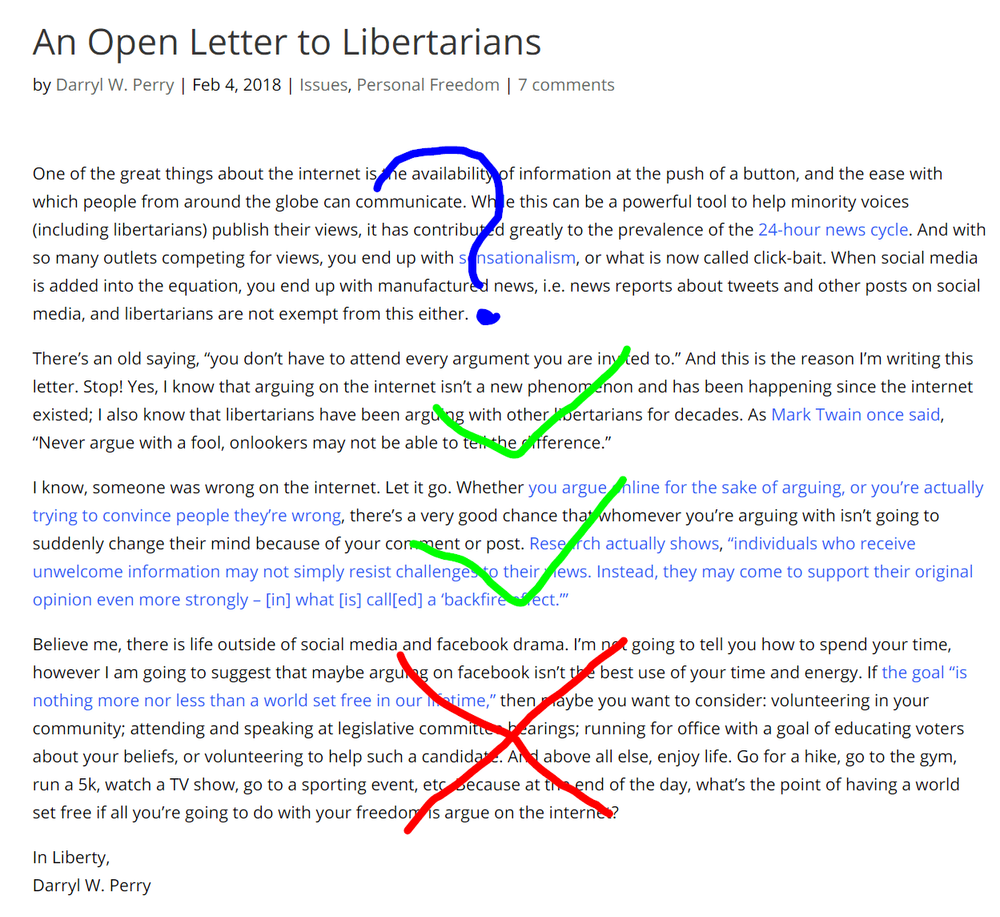 An Open Letter to Libertarians
by Darryl W. Perry | Feb 4, 2018 | Issues, Personal Freedom | 7 comments
One of the great things about the internet is the availability of information at the push of a button, and the ease with
which people from around the globe can communicate. While this can be a powerful tool to help minority voices
(including libertarians) publish their views, it has contributed greatly to the prevalence of the 24-hour news cycle. And with
so many outlets competing for views, you end up with sensationalism, or what is now called click-bait. When social media
is added into the equation, you end up with manufactured news, i.e. news reports about tweets and other posts on social
media, and libertarians are not exempt from this either.
There’s an old saying, “you don’t have to attend every argument you are invited to.” And this is the reason I’m writing this
letter. Stop! Yes, I know that arguing on the internet isn’t a new phenomenon and has been happening since the internet
existed; I also know that libertarians have been arguing with other libertarians for decades. As Mark Twain once said,
“Never argue with a fool, onlookers may not be able to tell the difference.”
I know, someone was wrong on the internet. Let it go. Whether you argue online for the sake of arguing, or you’re actually
trying to convince people they’re wrong, there’s a very good chance that whomever you’re arguing with isn’t going to
suddenly change their mind because of your comment or post. Research actually shows, “individuals who receive
unwelcome information may not simply resist challenges to their views. Instead, they may come to support their original
opinion even more strongly – [in] what [is] call[ed] a ‘backfire effect.’”
Believe me, there is life outside of social media and facebook drama. I’m not going to tell you how to spend your time,
however I am going to suggest that maybe arguing on facebook isn’t the best use of your time and energy. If the goal “is
nothing more nor less than a world set free in our lifetime,” then maybe you want to consider: volunteering in your
community; attending and speaking at legislative committee hearings; running for office with a goal of educating voters
about your beliefs, or volunteering to help such a candidate. And above all else, enjoy life. Go for a hike, go to the gym,
run a 5k, watch a TV show, go to a sporting event, etc. Because at the end of the day, what’s the point of having a world
set free if all you’re going to do with your freedom is argue on the internet?
In Liberty,
Darryl W. Perry